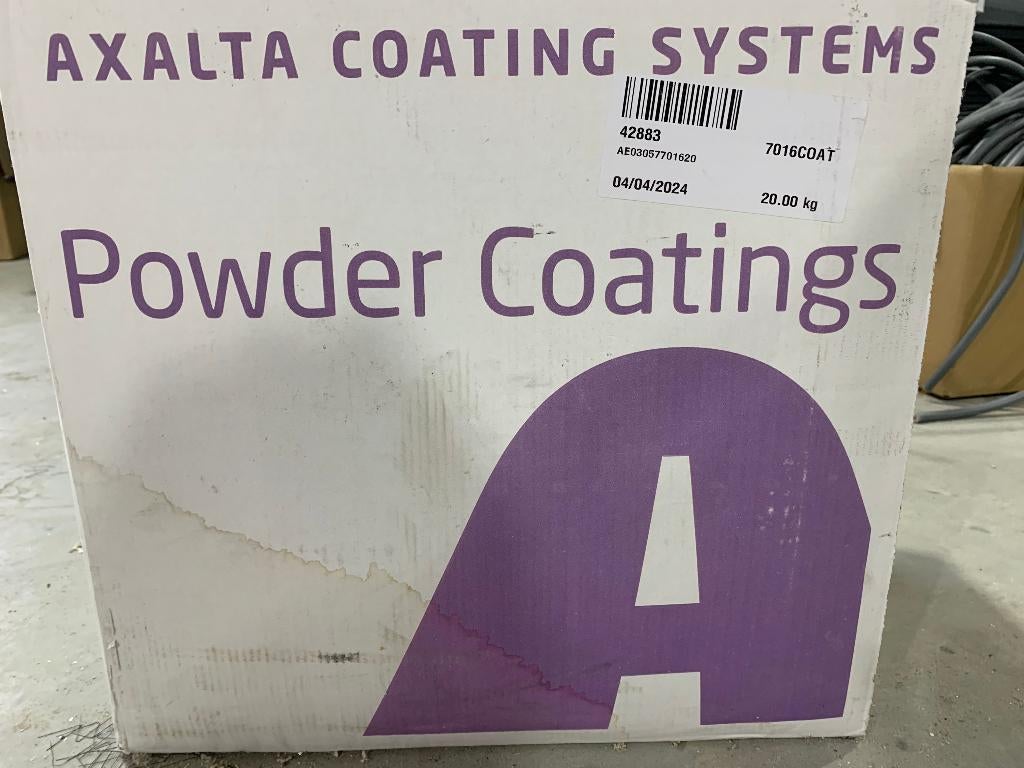 AXALTA COATING SYSTEMS
42883
7016COAT
AE03057701620
04/04/2024
20.00 kg
Powder Coatings
A